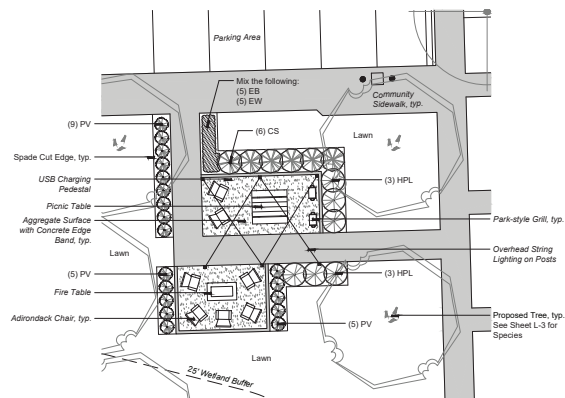 Parking Area
Mix the following:
(5) EB
(5) EW
Community
Sidewalk, typ.
(9) PV
(6) CS
Lawn
Spade Cut Edge, typ.
USB Charging
Pedestal
(3) HPL
Picnic Table
Aggregate Surface
with Concrete Edge
Band, typ.
Park-style Grill, typ.
Lawn
Overhead String
Lighting on Posts
(5) PV
(3) HPL
Fire Table
Adirondack Chair, typ.
(5) PV
Proposed Tree, typ.
See Sheet L-3 for
Species
Lawn
25' Wetland Buffer